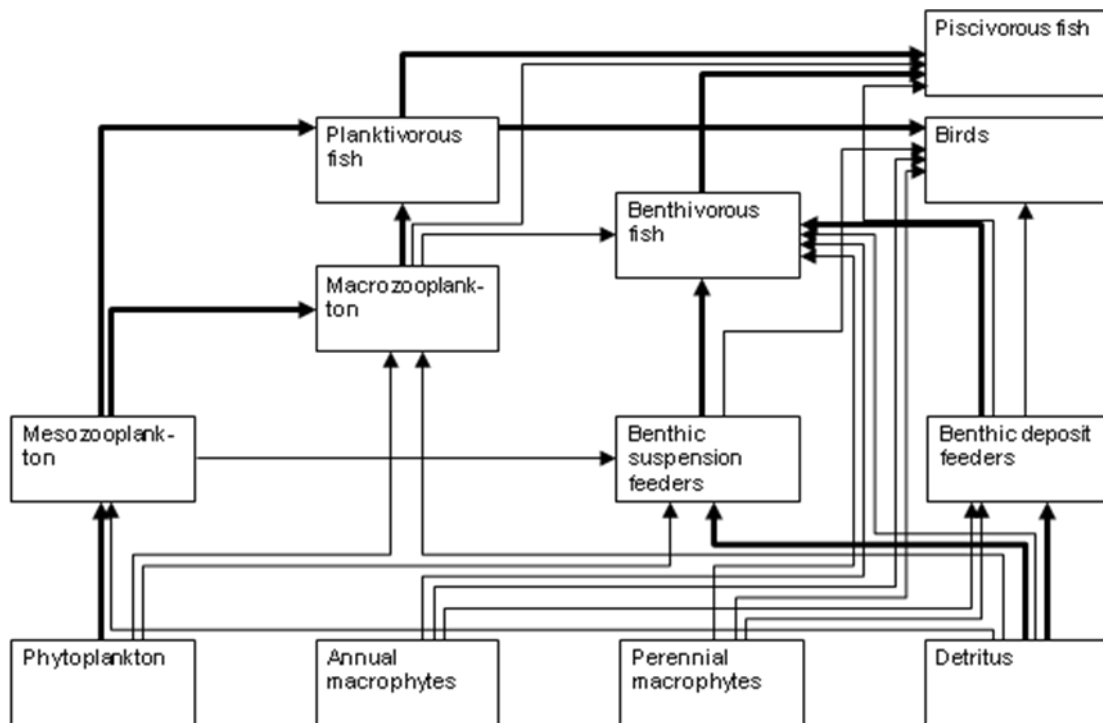 Piscivorous fish
Planktivorous
fish
Birds
Benthivorous
fish
Macrozooplank-
ton
Mesozooplank-
ton
Benthic
suspension
feeders
Benthic deposit
feeders
Phytoplankton
Annual
macrophytes
Perennial
macrophytes
Detritus